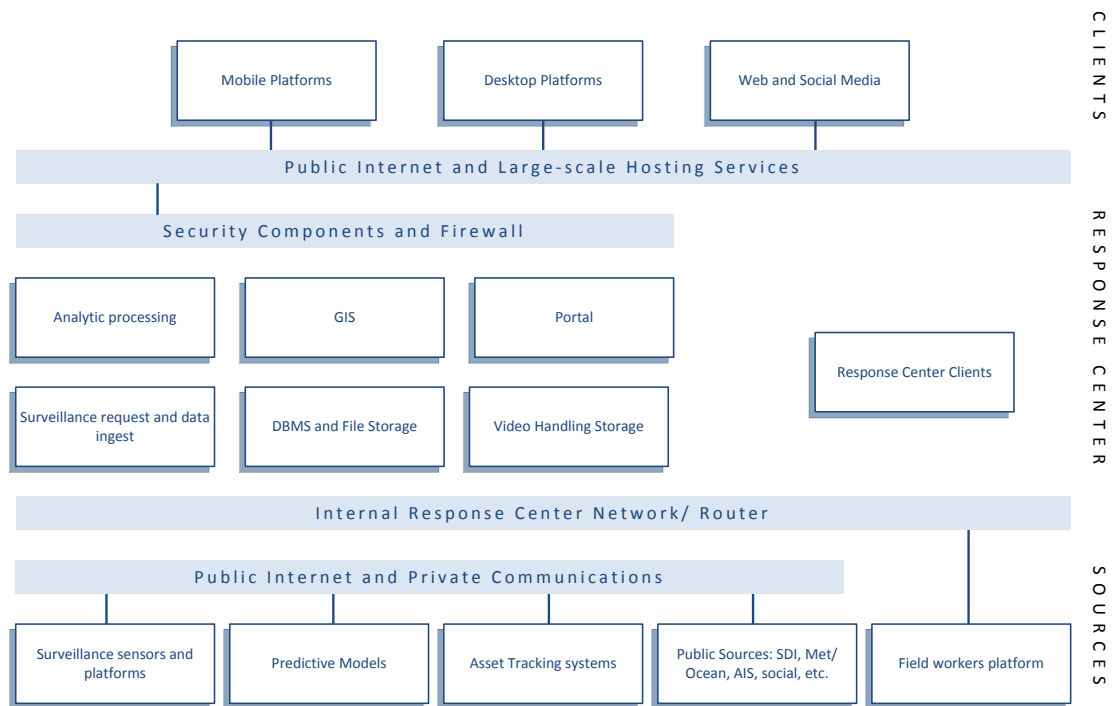 CLIENTS
Mobile Platforms
Desktop Platforms
Web and Social Media
Public Internet and Large-scale Hosting Services
RESPONSE CENTER
Security Components and Firewall
Analytic processing
GIS
Portal
Response Center Clients
Surveillance request and data
ingest
DBMS and File Storage
Video Handling Storage
Internal Response Center Network/ Router
SOURCES
Public Internet and Private Communications
Surveillance sensors and
platforms
Predictive Models
Asset Tracking systems
Public Sources: SDI, Met/
Ocean, AIS, social, etc.
Field workers platform